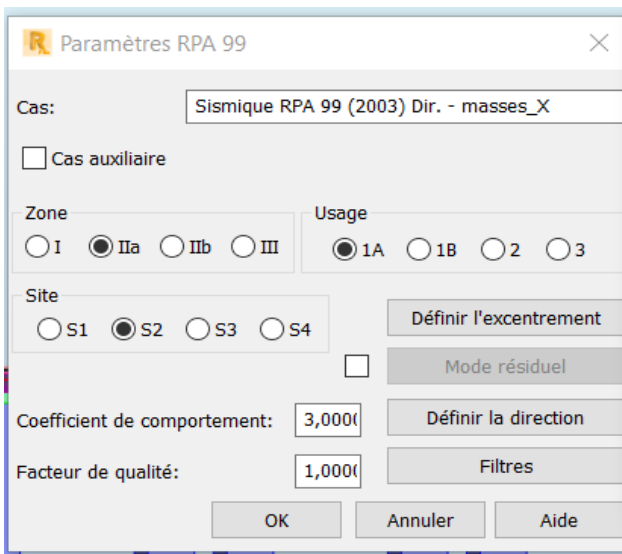 Paramètres RPA 99
Cas: Sismique RPA 99 (2003) Dir. - masses_X
Cas auxiliaire
Zone
I IIa IIb III
Usage
1A 1B 2 3
Site
S1 S2 S3 S4
Définir l'excentrement
Mode résiduel
Coefficient de comportement: 3,000(
Définir la direction
Facteur de qualité: 1,000(
Filtres
OK Annuler Aide